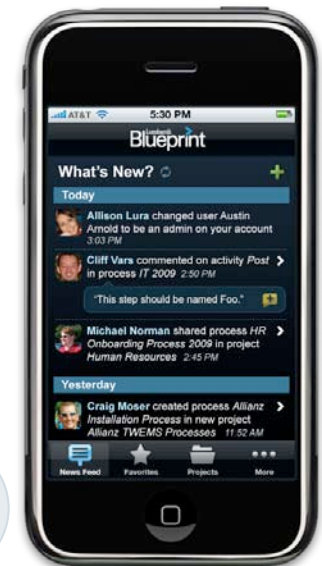 AT&T 5:30 PM
Lombardi
Blueprint
What's New?
Today
Allison Lura changed user Austin
Arnold to be an admin on your account
3:03 PM
Cliff Vars commented on activity Post
in process IT 2009 2:50 PM
"This step should be named Foo."
Michael Norman shared process HR
Onboarding Process 2009 in project
Human Resources 2:45 PM
Yesterday
Craig Moser created process Allianz
Installation Process in new project
Allianz TWEMS Processes 11:52 AM
News Feed Favorites Projects More